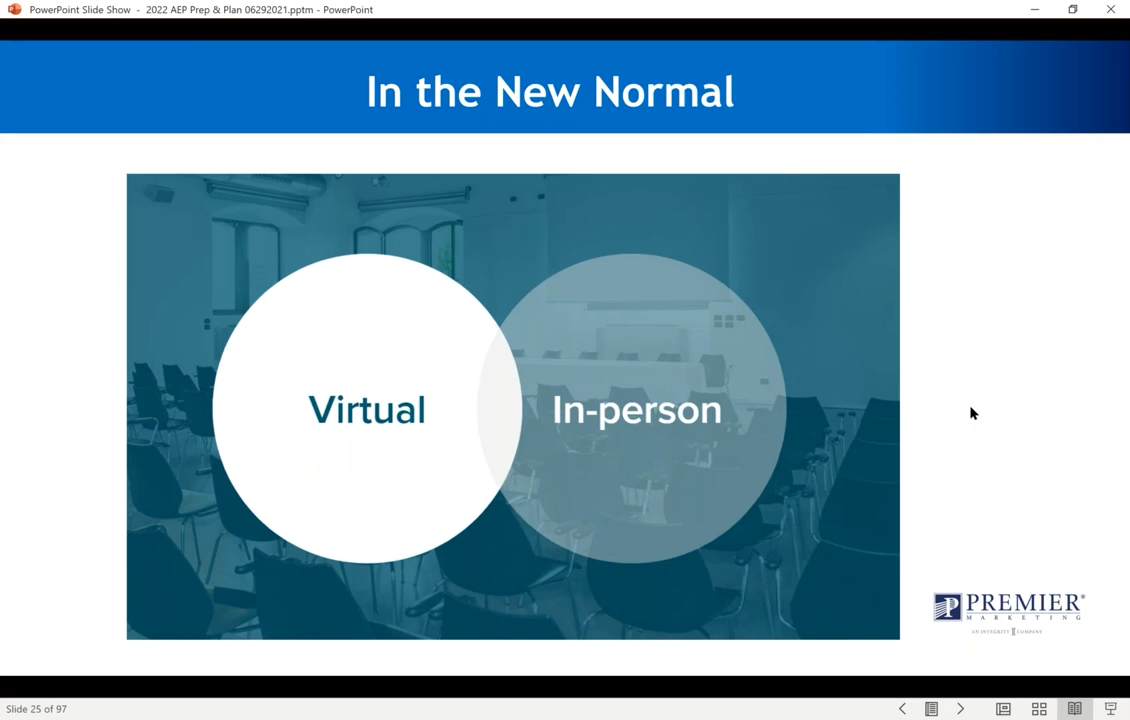 PowerPoint Slide Show - 2022 AEP Prep & Plan 06292021.pptm - PowerPoint
In the New Normal
Virtual
In-person
PREMIER®
MARKETING
AN INTEGRITY COMPANY
Slide 25 of 97